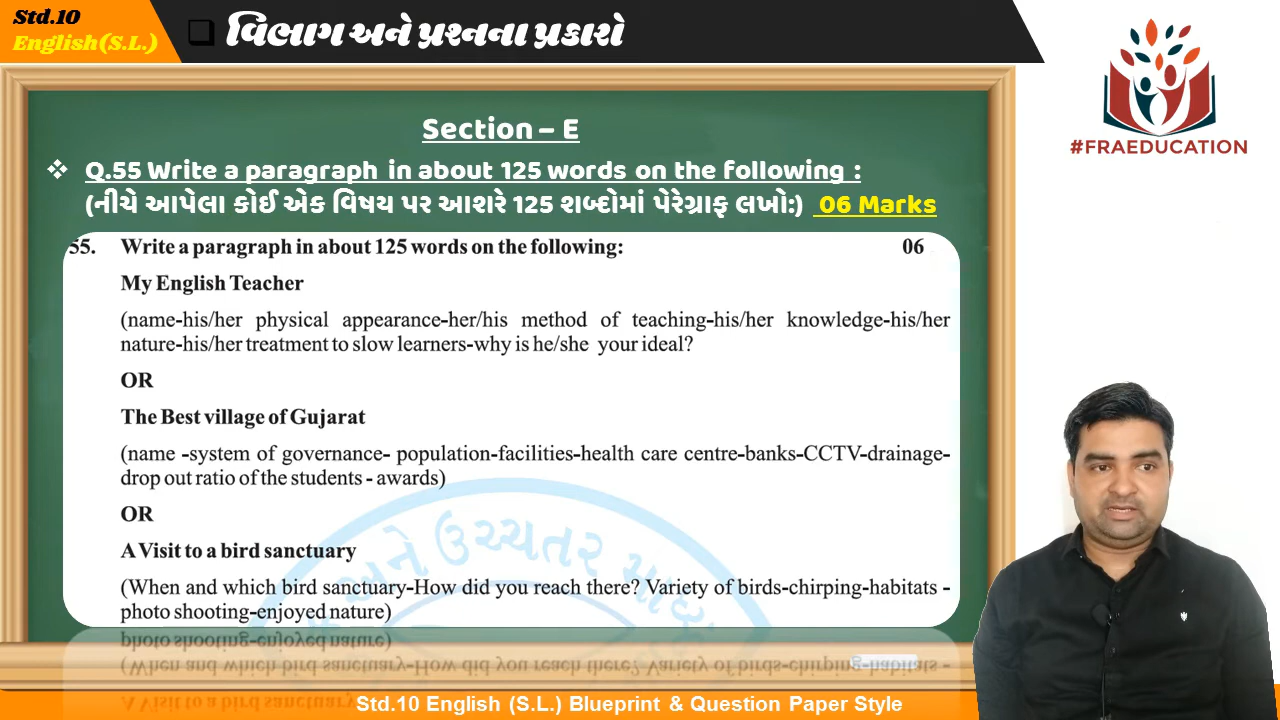 Std.10
English(S.L.)
❑ વિભાગ અને પ્રશ્નના પ્રકારો
#FRAEDUCATION
Section – E
❖ Q.55 Write a paragraph in about 125 words on the following :
(નીચે આપેલા કોઈ એક વિષય પર આશરે 125 શબ્દોમાં પેરેગ્રાફ લખો:) 06 Marks
55. Write a paragraph in about 125 words on the following: 06
My English Teacher
(name-his/her physical appearance-her/his method of teaching-his/her knowledge-his/her
nature-his/her treatment to slow learners-why is he/she your ideal?
OR
The Best village of Gujarat
(name -system of governance- population-facilities-health care centre-banks-CCTV-drainage-
drop out ratio of the students - awards)
OR
અને ઉચ્ચતર માધ્ય
A Visit to a bird sanctuary
(When and which bird sanctuary-How did you reach there? Variety of birds-chirping-habitats -
photo shooting-enjoyed nature)
Std.10 English (S.L.) Blueprint & Question Paper Style